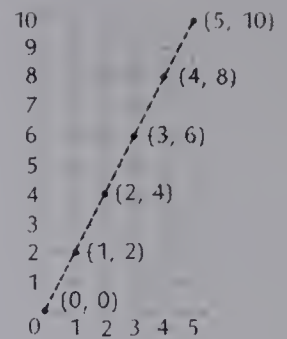 10 (5, 10)
9
8 (4, 8)
7
6 (3, 6)
5
4 (2, 4)
3
2 (1, 2)
1
(0, 0)
0 1 2 3 4 5